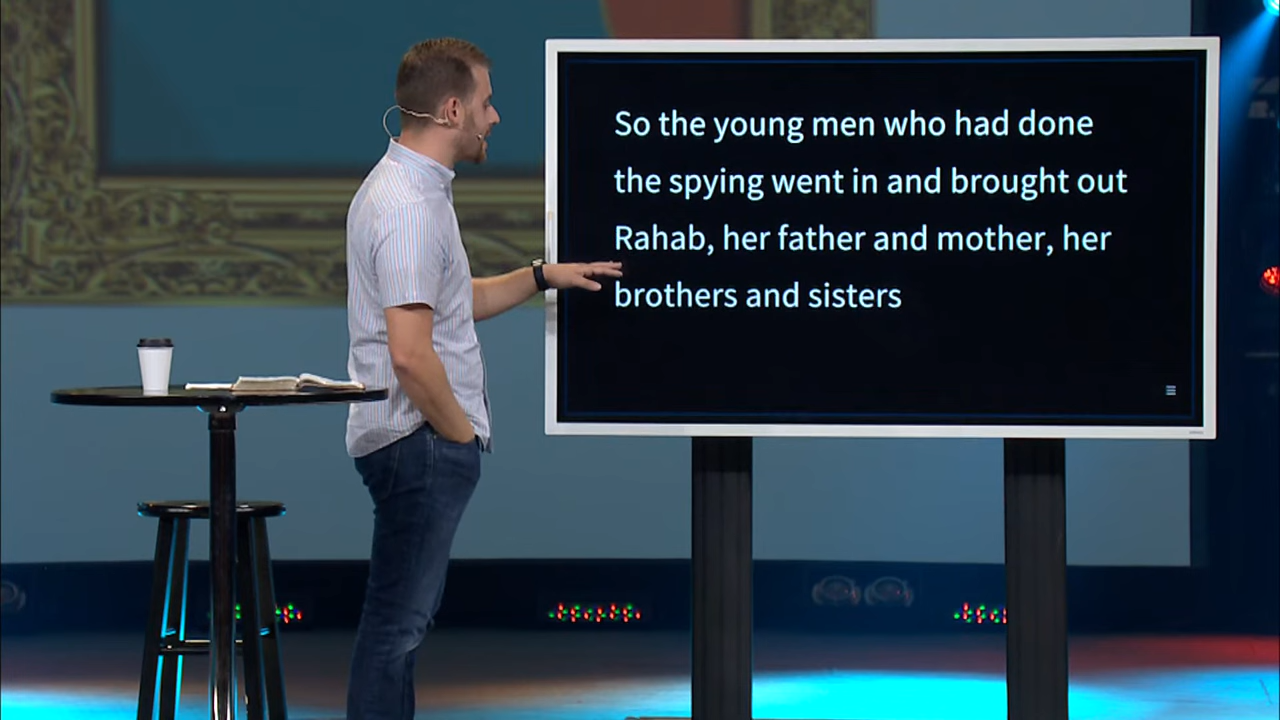 So the young men who had done
the spying went in and brought out
Rahab, her father and mother, her
brothers and sisters